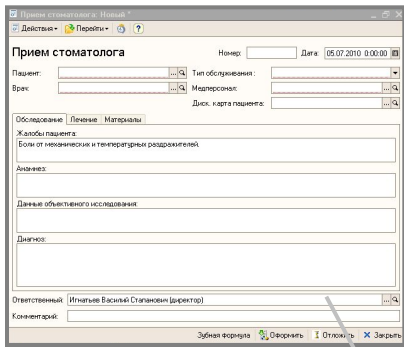 Прием стоматолога: Новый *
Действия Перейти ?
Прием стоматолога Номер: Дата: 05.07.2010 0:00:00
Пациент: ... Тип обслуживания:
Врач: ... Медперсонал: ...
Диск. карта пациента: ...
Обследование Лечение Материалы
Жалобы пациента:
Боли от механических и температурных раздражителей.
Анамнез:
Данные объективного исследования:
Диагноз:
Ответственный: Игнатьев Василий Стапанович (директор) ...
Комментарий:
Зубная формула Оформить Отложить Закрыть